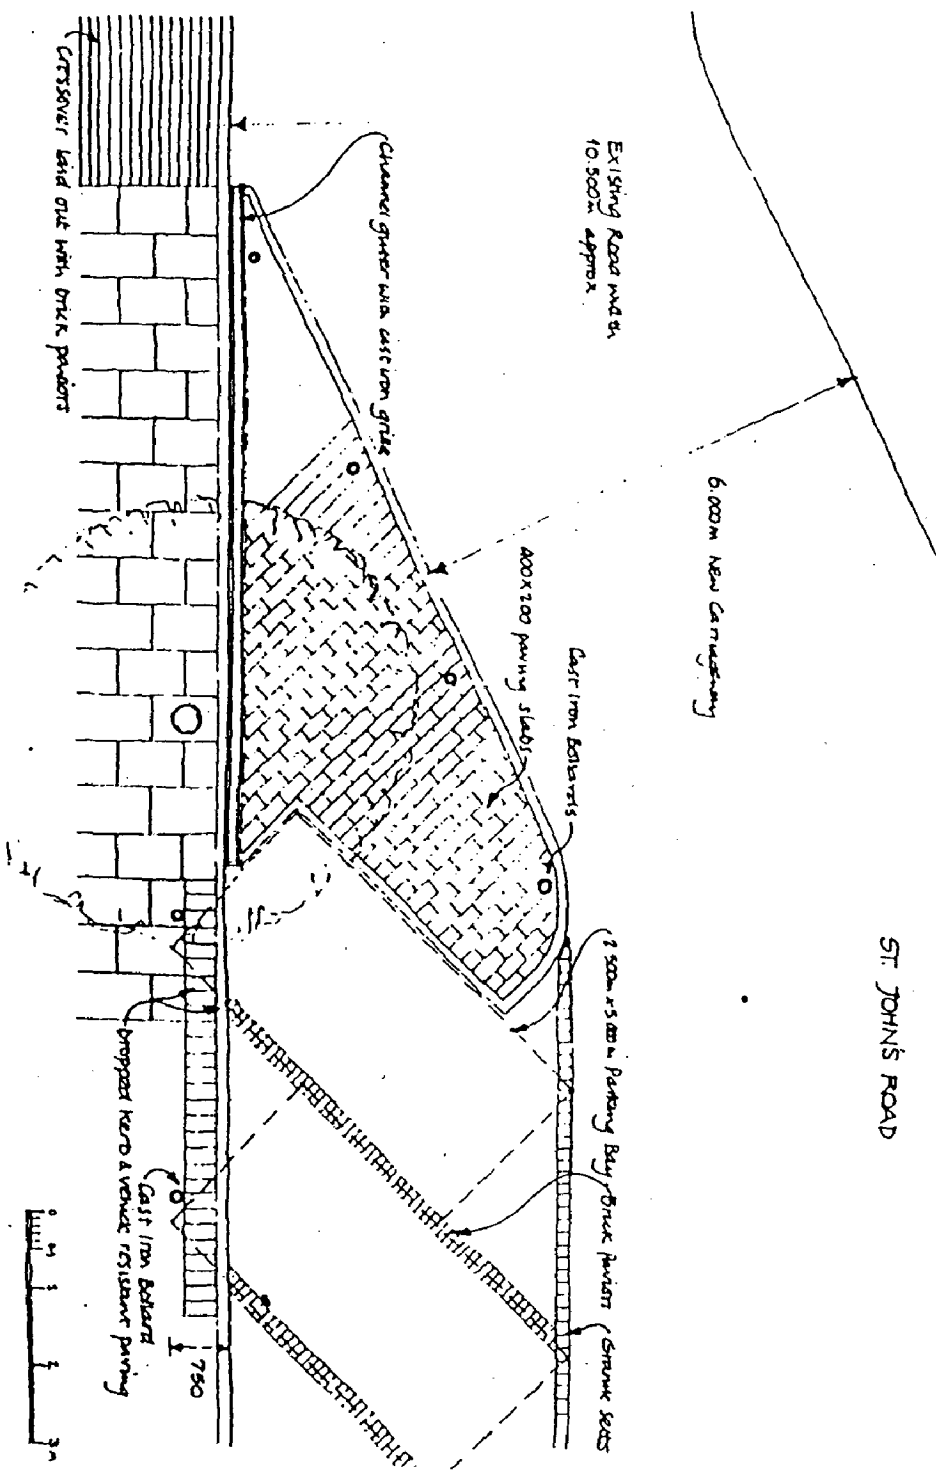 ST. JOHN'S ROAD
6.000m New Carriageway
Existing Road width
10.500m approx
Cast Iron Bollards
400x200 paving slabs
2.500m x 5.000m Parking Bay
Brick Paviors
Granite setts
Channel gutter with cast iron grille
Crossover laid out with brick paviors
750
Cast Iron Bollard
Dropped Kerb & vehicle resistant paving
0
1
2
3m